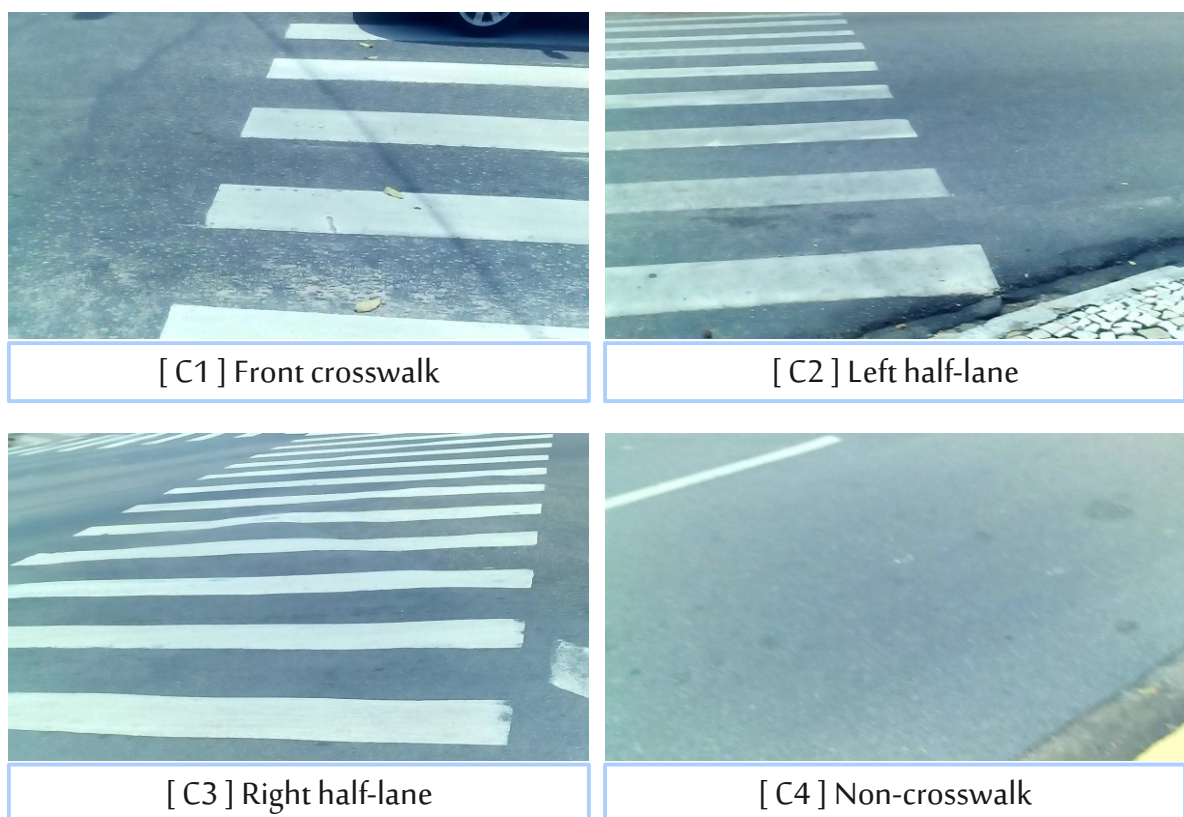 [ C1 ] Front crosswalk
[ C2 ] Left half-lane
[ C3 ] Right half-lane
[ C4 ] Non-crosswalk